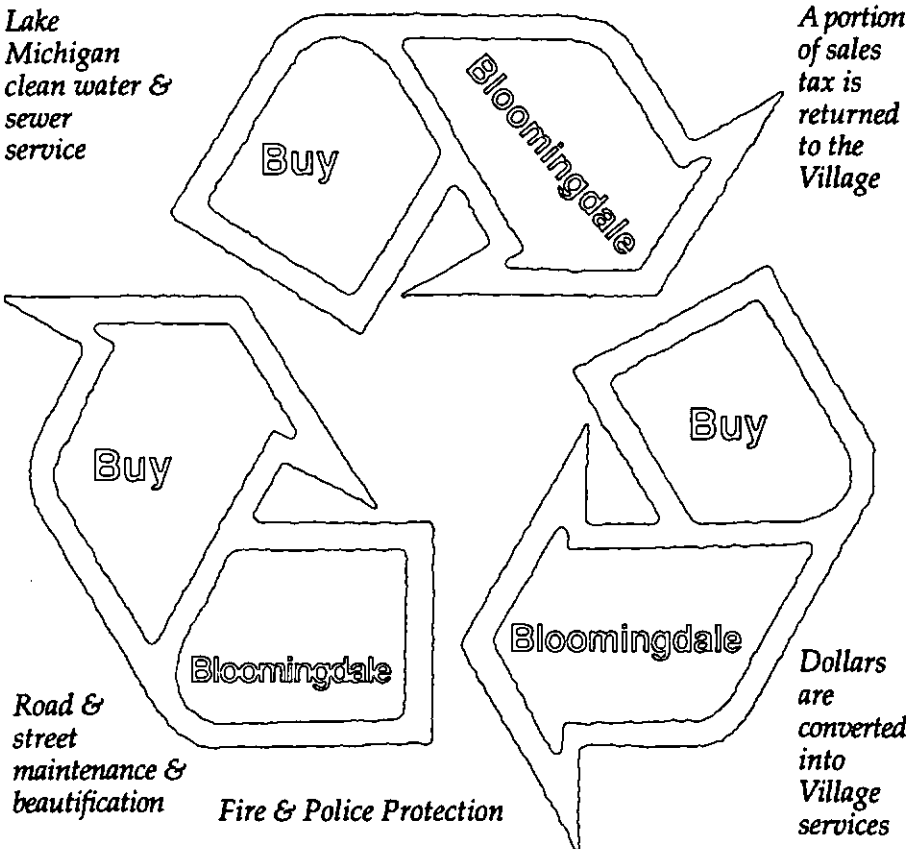 Lake
Michigan
clean water &
sewer
service
Buy
Bloomingdale
A portion
of sales
tax is
returned
to the
Village
Buy
Bloomingdale
Dollars
are
converted
into
Village
services
Fire & Police Protection
Buy
Bloomingdale
Road &
street
maintenance &
beautification